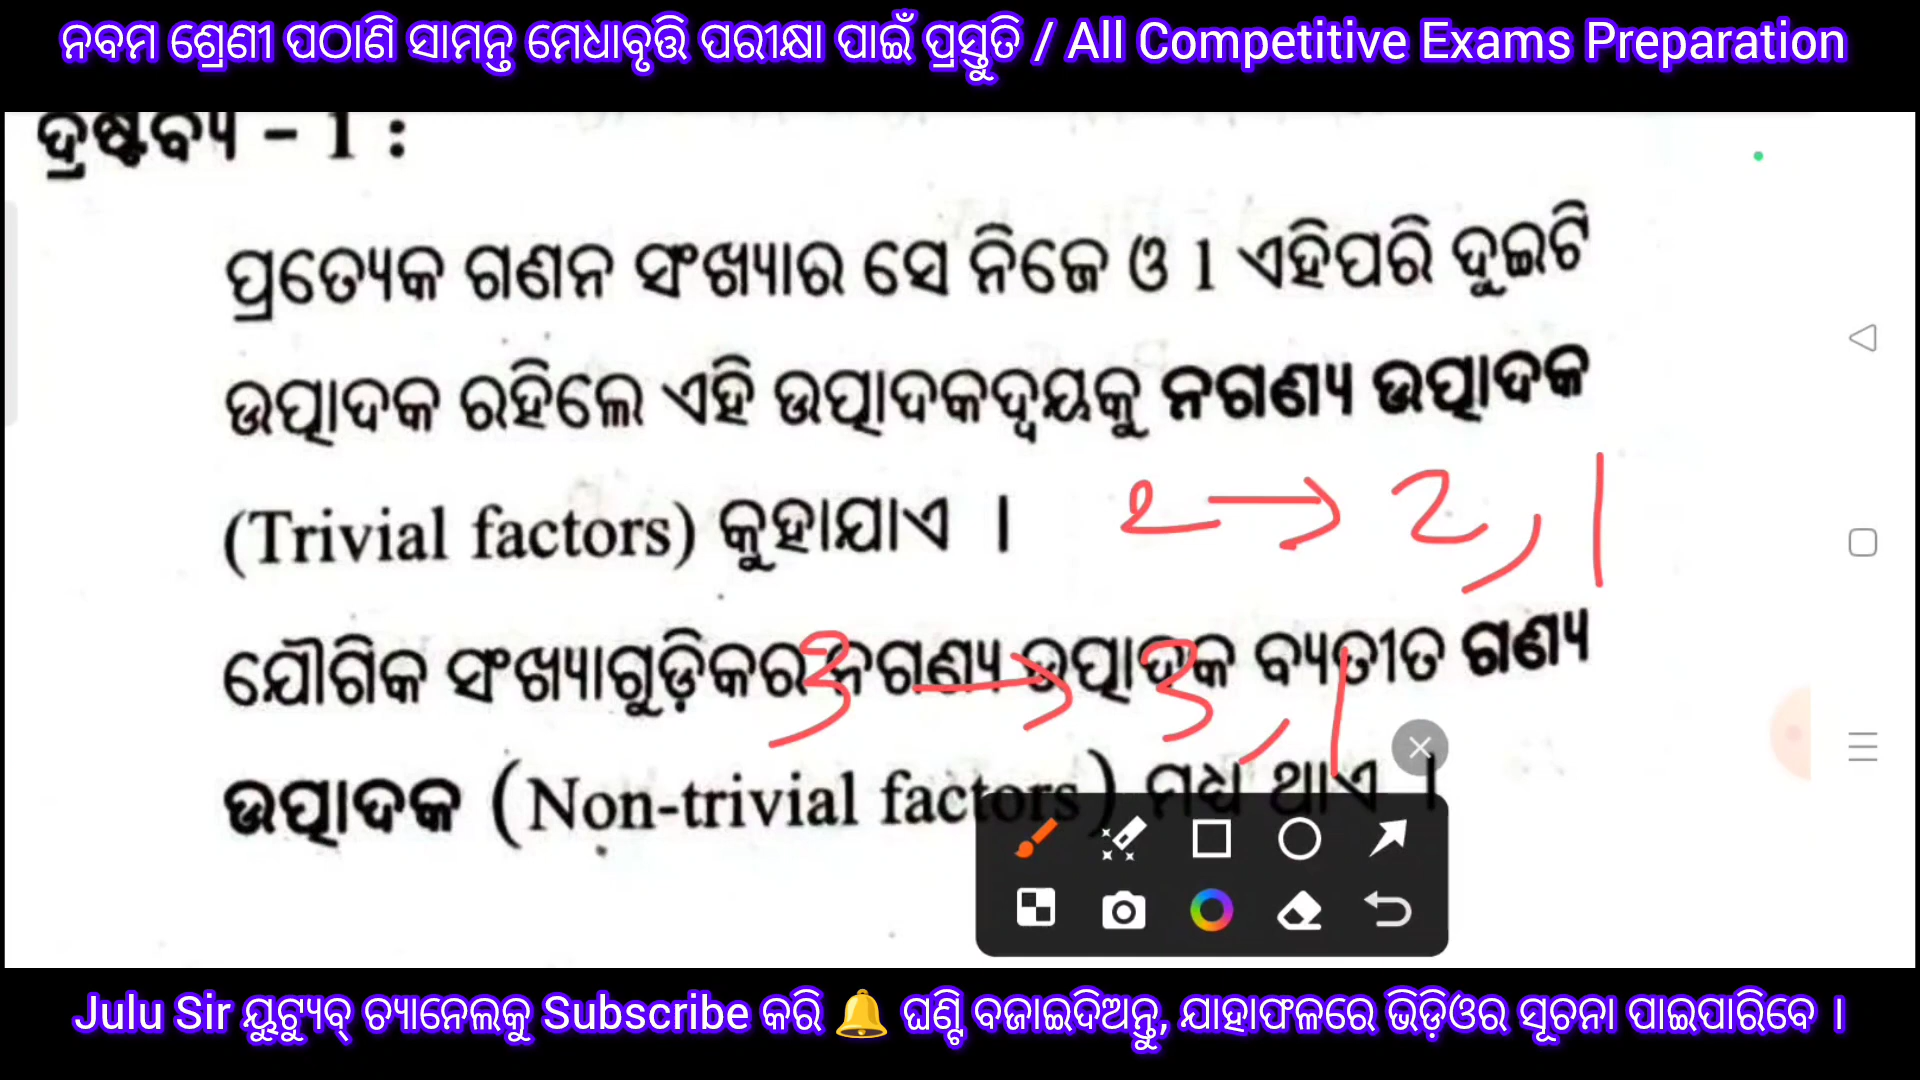 ନବମ ଶ୍ରେଣୀ ପଠାଣି ସାମନ୍ତ ମେଧାବୃତ୍ତି ପରୀକ୍ଷା ପାଇଁ ପ୍ରସ୍ତୁତି / All Competitive Exams Preparation
ଦ୍ରଷ୍ଟବ୍ୟ – 1 :
ପ୍ରତ୍ୟେକ ଗଣନ ସଂଖ୍ୟାର ସେ ନିଜେ ଓ 1 ଏହିପରି ଦୁଇଟି
ଉତ୍ପାଦକ ରହିଲେ ଏହି ଉତ୍ପାଦକଦ୍ୱୟକୁ ନଗଣ୍ୟ ଉତ୍ପାଦକ
(Trivial factors) କୁହାଯାଏ ।
2 → 2, 1
ଯୌଗିକ ସଂଖ୍ୟାଗୁଡ଼ିକର ନଗଣ୍ୟ ଉତ୍ପାଦକ ବ୍ୟତୀତ ଗଣ୍ୟ
3 → 3, 1
ଉତ୍ପାଦକ (Non-trivial factors) ମଧ୍ୟ ଥାଏ ।
Julu Sir ୟୁଟ୍ୟୁବ୍ ଚ୍ୟାନେଲକୁ Subscribe କରି 🔔 ଘଣ୍ଟି ବଜାଇଦିଅନ୍ତୁ, ଯାହାଫଳରେ ଭିଡ଼ିଓର ସୂଚନା ପାଇପାରିବେ ।